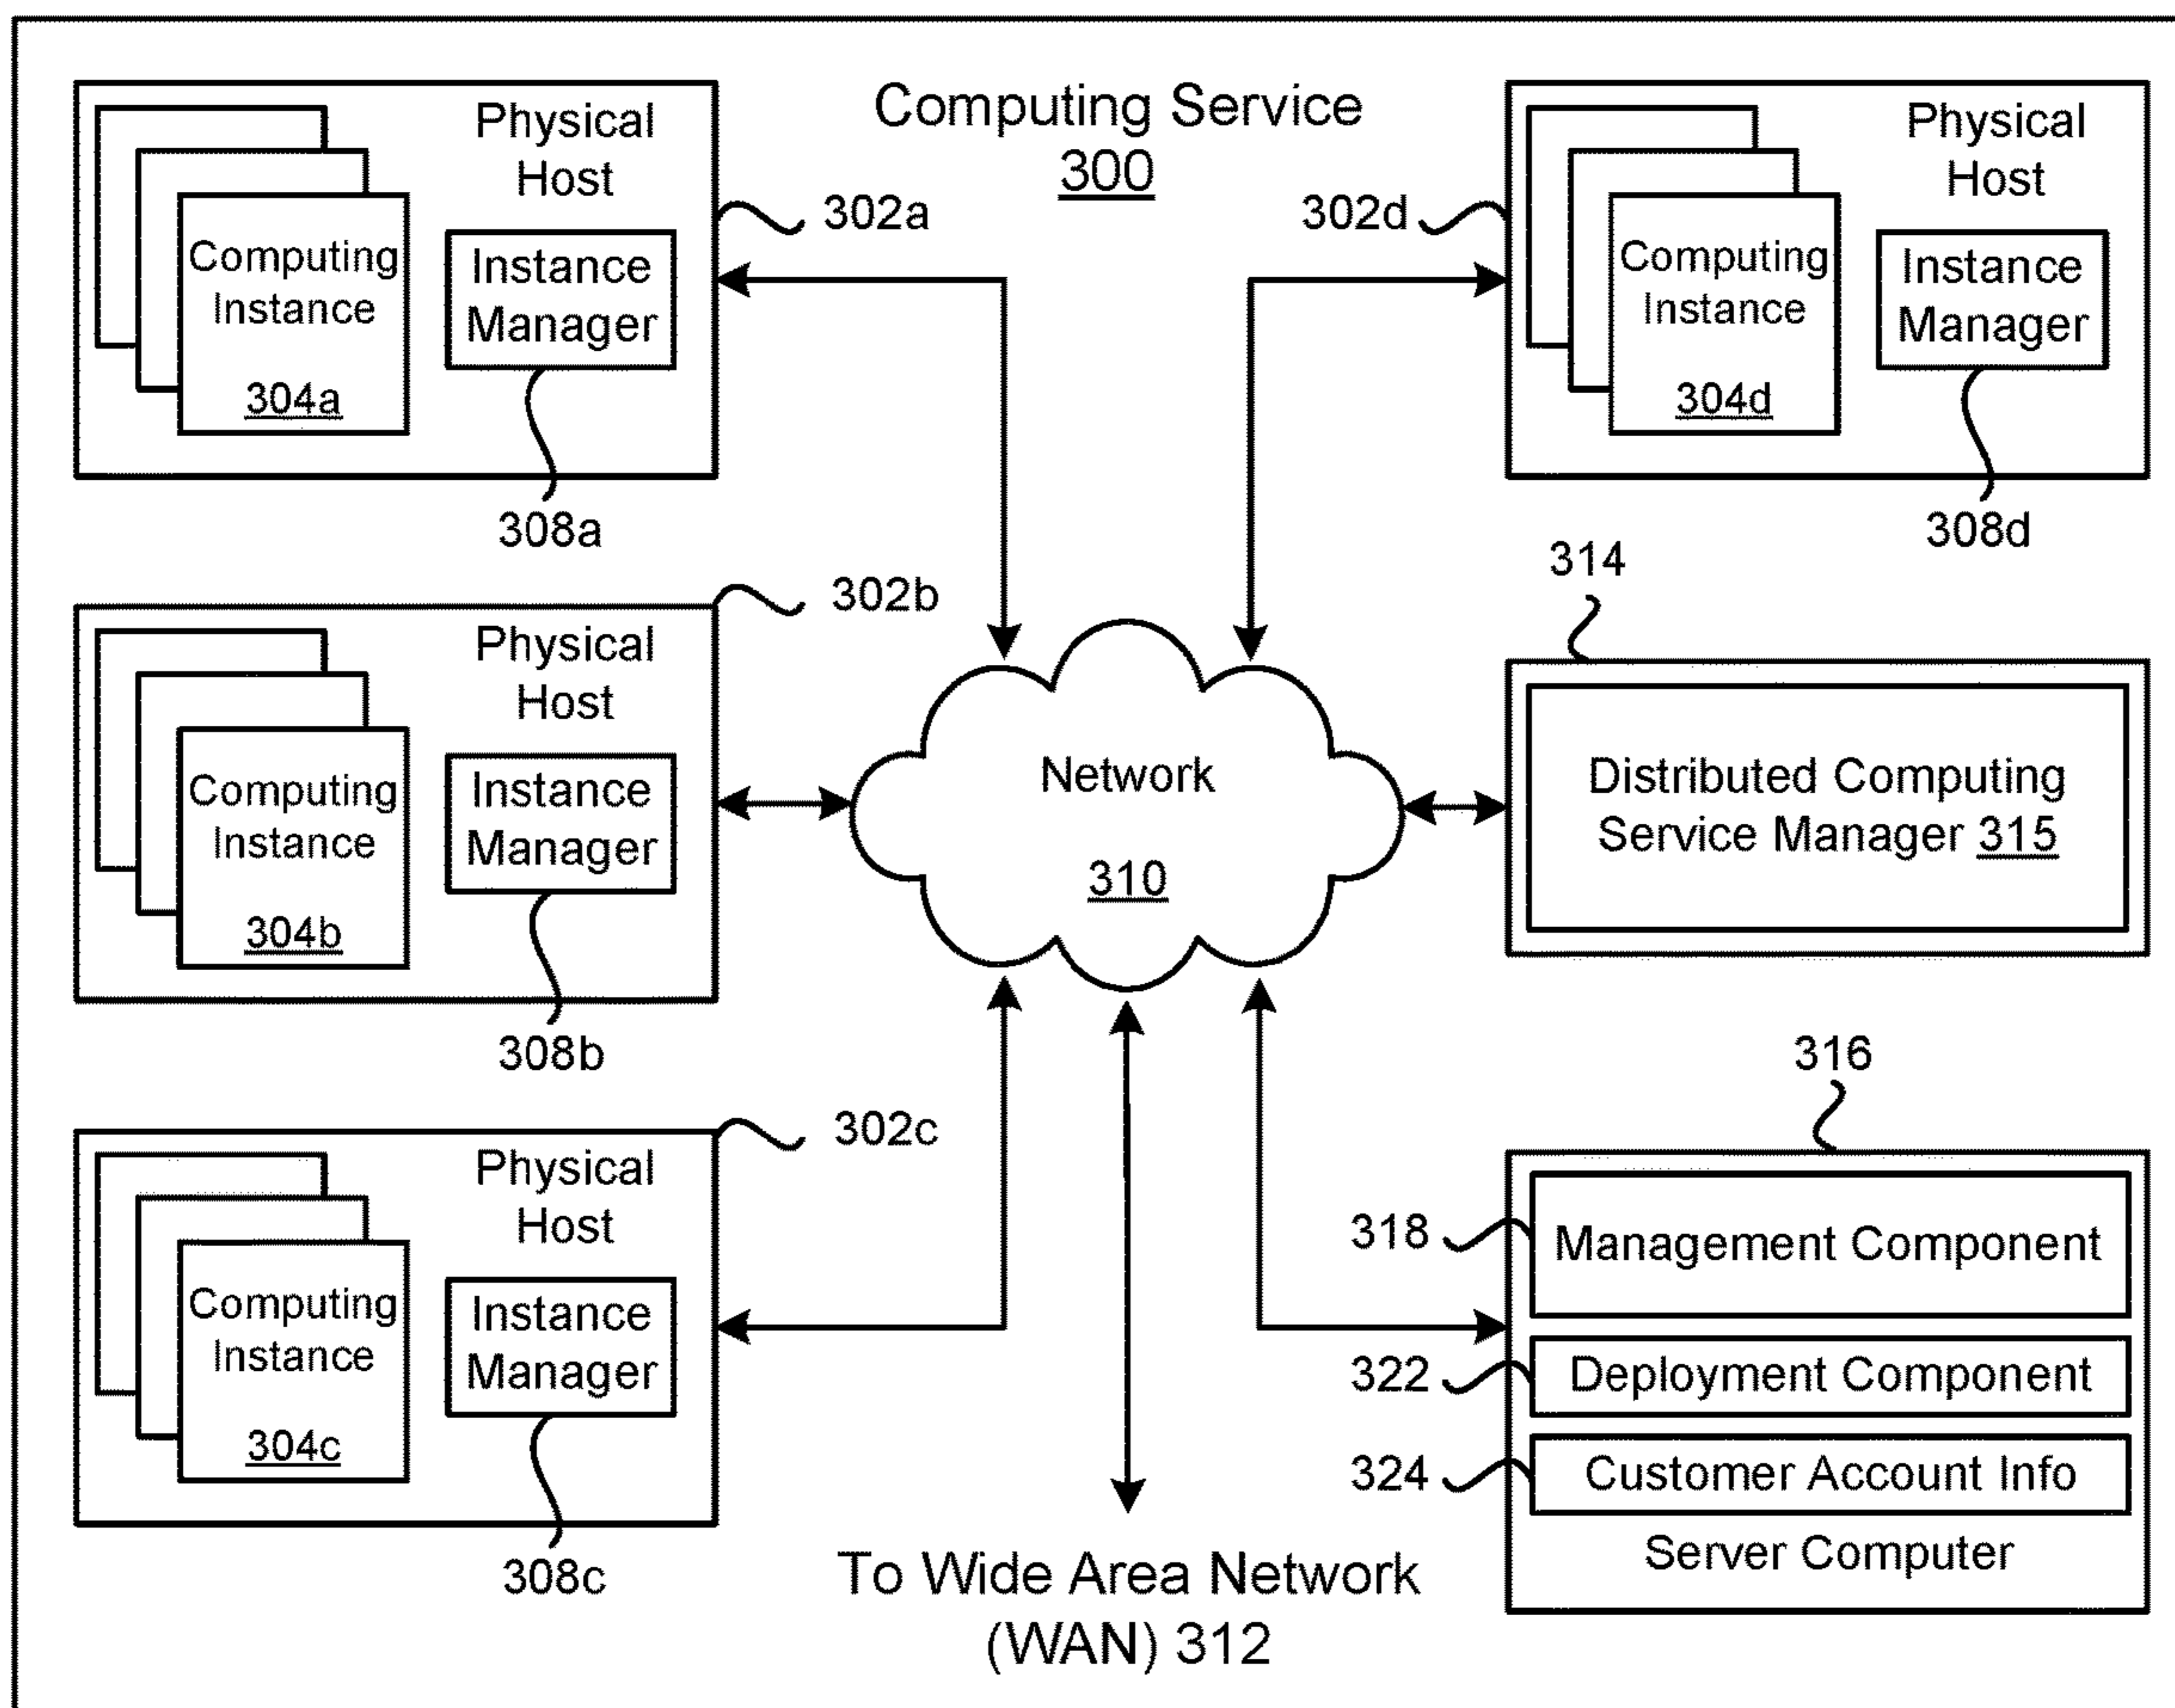 Computing Service
300
Physical
Host
302a
Computing
Instance
304a
Instance
Manager
308a
Physical
Host
302d
Computing
Instance
304d
Instance
Manager
308d
Physical
Host
302b
Computing
Instance
304b
Instance
Manager
308b
Network
310
314
Distributed Computing
Service Manager 315
Physical
Host
302c
Computing
Instance
304c
Instance
Manager
308c
316
318
Management Component
322
Deployment Component
324
Customer Account Info
Server Computer
To Wide Area Network
(WAN) 312